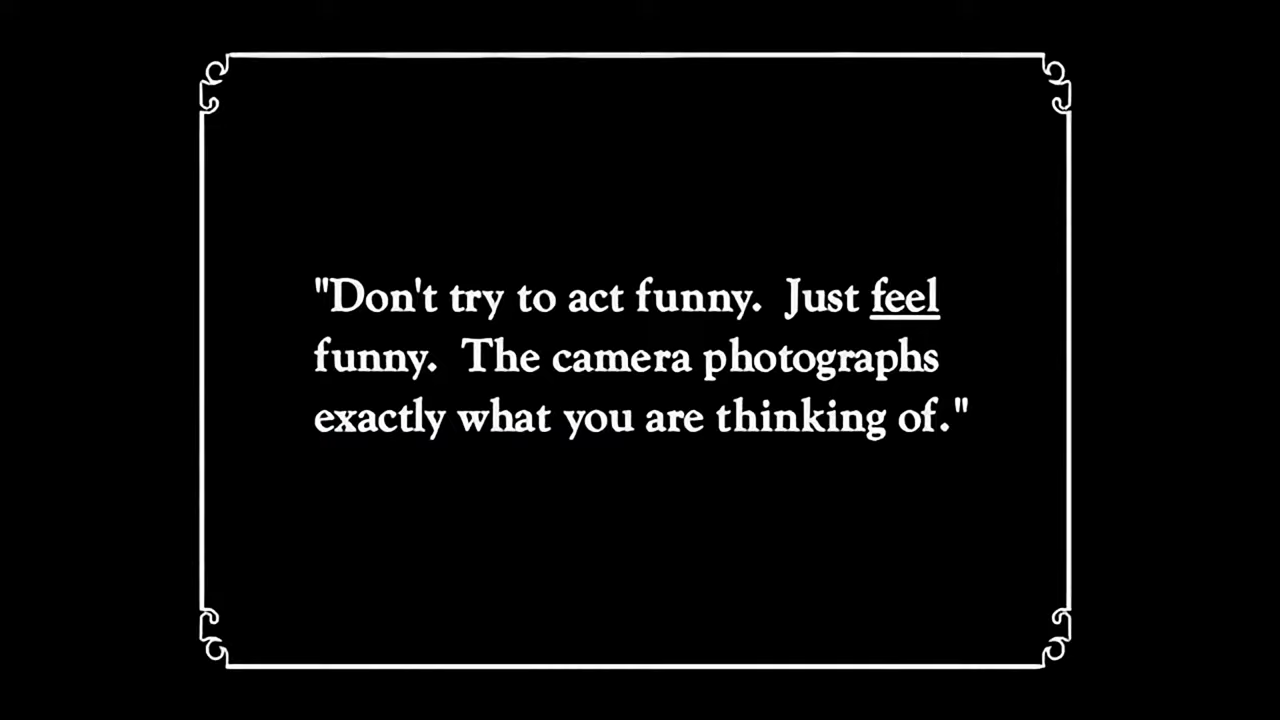 "Don't try to act funny.  Just feel
funny.  The camera photographs
exactly what you are thinking of."